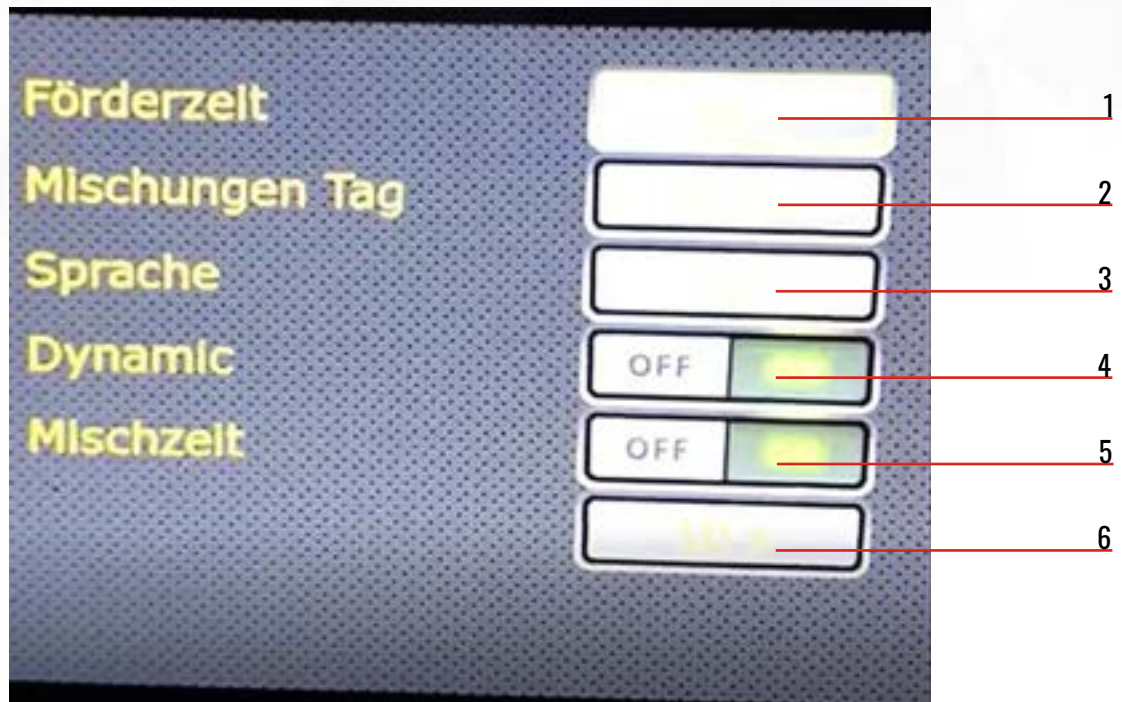 Förderzeit 1
Mischungen Tag 2
Sprache 3
Dynamic OFF 4
Mischzeit OFF 5
6